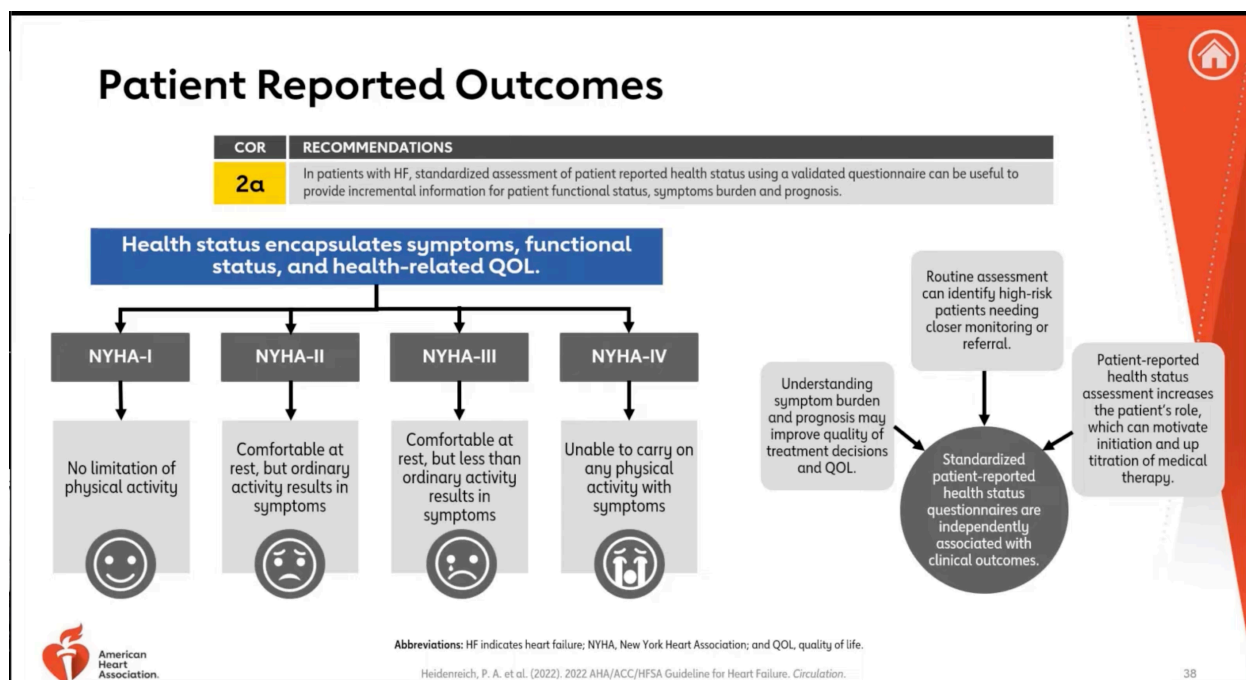 Patient Reported Outcomes
COR
RECOMMENDATIONS
2a
In patients with HF, standardized assessment of patient reported health status using a validated questionnaire can be useful to
provide incremental information for patient functional status, symptoms burden and prognosis.
Health status encapsulates symptoms, functional
status, and health-related QOL.
NYHA-I
NYHA-II
NYHA-III
NYHA-IV
No limitation of
physical activity
Comfortable at
rest, but ordinary
activity results in
symptoms
Comfortable at
rest, but less than
ordinary activity
results in
symptoms
Unable to carry on
any physical
activity with
symptoms
Understanding
symptom burden
and prognosis may
improve quality of
treatment decisions
and QOL.
Routine assessment
can identify high-risk
patients needing
closer monitoring or
referral.
Patient-reported
health status
assessment increases
the patient's role,
which can motivate
initiation and up
titration of medical
therapy.
Standardized
patient-reported
health status
questionnaires are
independently
associated with
clinical outcomes.
American
Heart
Association.
Abbreviations: HF indicates heart failure; NYHA, New York Heart Association; and QOL, quality of life.
Heidenreich, P. A. et al. (2022). 2022 AHA/ACC/HFSA Guideline for Heart Failure. Circulation.
38